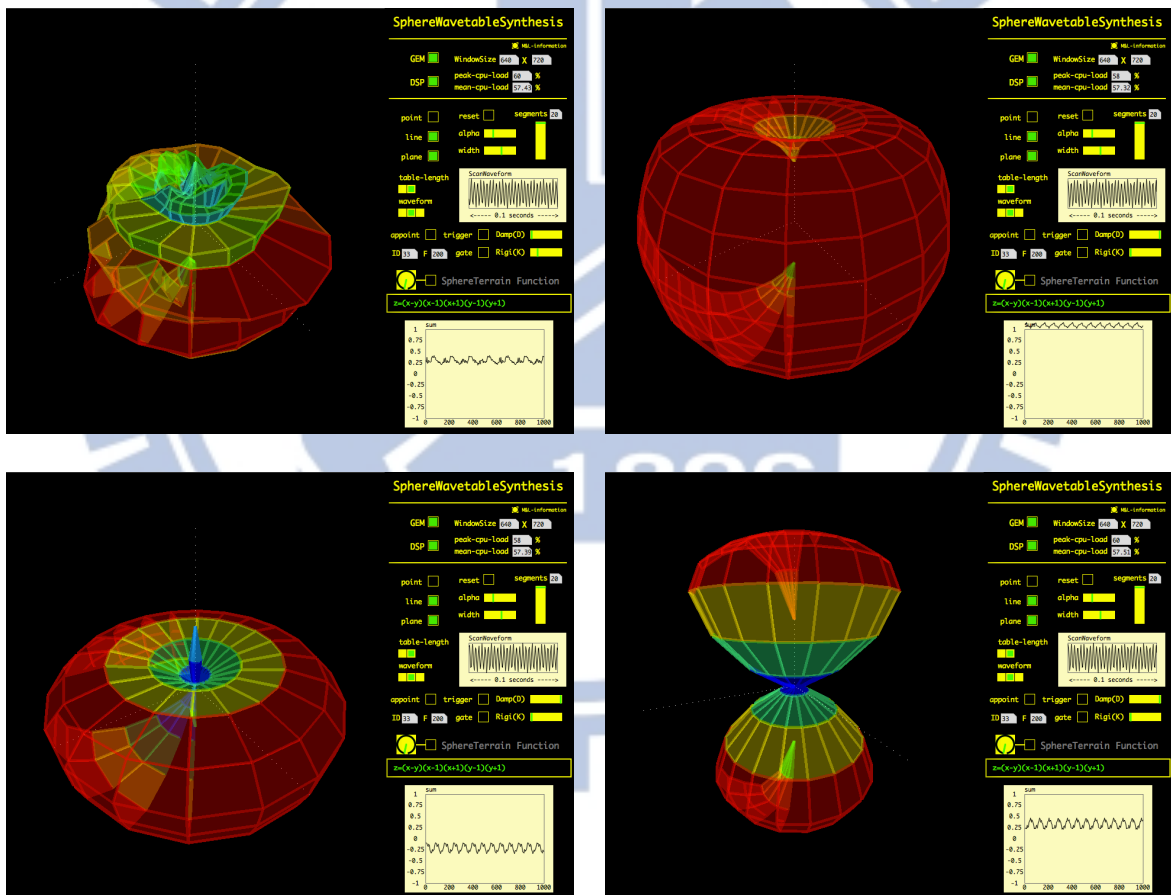 SphereWavetableSynthesis
M&L-information
GEM WindowSize 640 X 720
DSP peak-cpu-load 60 %
mean-cpu-load 57.43 %
point reset segments 20
line alpha
plane width
table-length ScanWaveform
waveform
<----- 0.1 seconds ---->
appoint trigger Damp(D)
ID 33 F 200 gate Rigi(K)
SphereTerrain Function
z=(x-y)(x-1)(x+1)(y-1)(y+1)
sum
1
0.75
0.5
0.25
0
-0.25
-0.5
-0.75
-1
0 200 400 600 800 1000
SphereWavetableSynthesis
M&L-information
GEM WindowSize 640 X 720
DSP peak-cpu-load 58 %
mean-cpu-load 57.32 %
point reset segments 20
line alpha
plane width
table-length ScanWaveform
waveform
<----- 0.1 seconds ---->
appoint trigger Damp(D)
ID 33 F 200 gate Rigi(K)
SphereTerrain Function
z=(x-y)(x-1)(x+1)(y-1)(y+1)
sum
1
0.75
0.5
0.25
0
-0.25
-0.5
-0.75
-1
0 200 400 600 800 1000
SphereWavetableSynthesis
M&L-information
GEM WindowSize 640 X 720
DSP peak-cpu-load 58 %
mean-cpu-load 57.39 %
point reset segments 20
line alpha
plane width
table-length ScanWaveform
waveform
<----- 0.1 seconds ---->
appoint trigger Damp(D)
ID 33 F 200 gate Rigi(K)
SphereTerrain Function
z=(x-y)(x-1)(x+1)(y-1)(y+1)
sum
1
0.75
0.5
0.25
0
-0.25
-0.5
-0.75
-1
0 200 400 600 800 1000
SphereWavetableSynthesis
M&L-information
GEM WindowSize 640 X 720
DSP peak-cpu-load 60 %
mean-cpu-load 57.51 %
point reset segments 20
line alpha
plane width
table-length ScanWaveform
waveform
<----- 0.1 seconds ---->
appoint trigger Damp(D)
ID 33 F 200 gate Rigi(K)
SphereTerrain Function
z=(x-y)(x-1)(x+1)(y-1)(y+1)
sum
1
0.75
0.5
0.25
0
-0.25
-0.5
-0.75
-1
0 200 400 600 800 1000